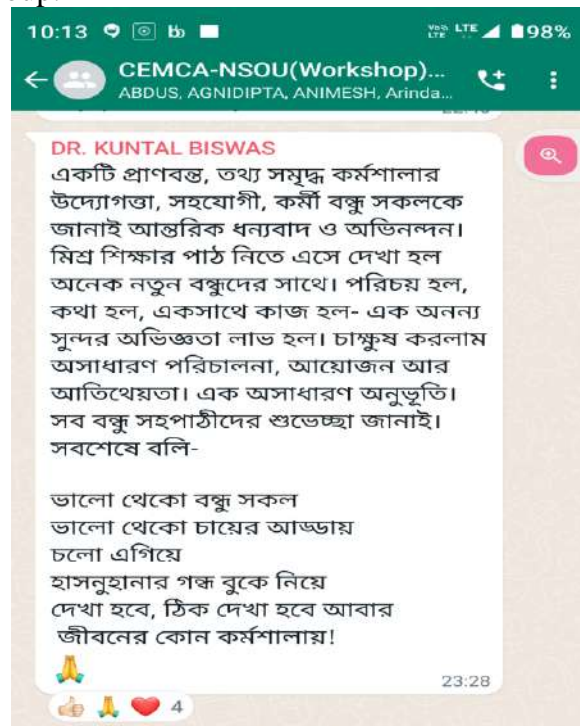 10:13 98%
CEMCA-NSOU(Workshop)...
ABDUS, AGNIDIPTA, ANIMESH, Arinda...
DR. KUNTAL BISWAS
একটি প্রাণবন্ত, তথ্য সমৃদ্ধ কর্মশালার
উদ্যোগত্তা, সহযোগী, কর্মী বন্ধু সকলকে
জানাই আন্তরিক ধন্যবাদ ও অভিনন্দন।
মিশ্র শিক্ষার পাঠ নিতে এসে দেখা হল
অনেক নতুন বন্ধুদের সাথে। পরিচয় হল,
কথা হল, একসাথে কাজ হল- এক অনন্য
সুন্দর অভিজ্ঞতা লাভ হল। চাক্ষুষ করলাম
অসাধারণ পরিচালনা, আয়োজন আর
আতিথেয়তা। এক অসাধারণ অনুভূতি।
সব বন্ধু সহপাঠীদের শুভেচ্ছা জানাই।
সবশেষে বলি-
ভালো থেকো বন্ধু সকল
ভালো থেকো চায়ের আড্ডায়
চলো এগিয়ে
হাসনুহানার গন্ধ বুকে নিয়ে
দেখা হবে, ঠিক দেখা হবে আবার
জীবনের কোন কর্মশালায়!
🙏
23:28
👍🏻 🙏 ❤️ 4